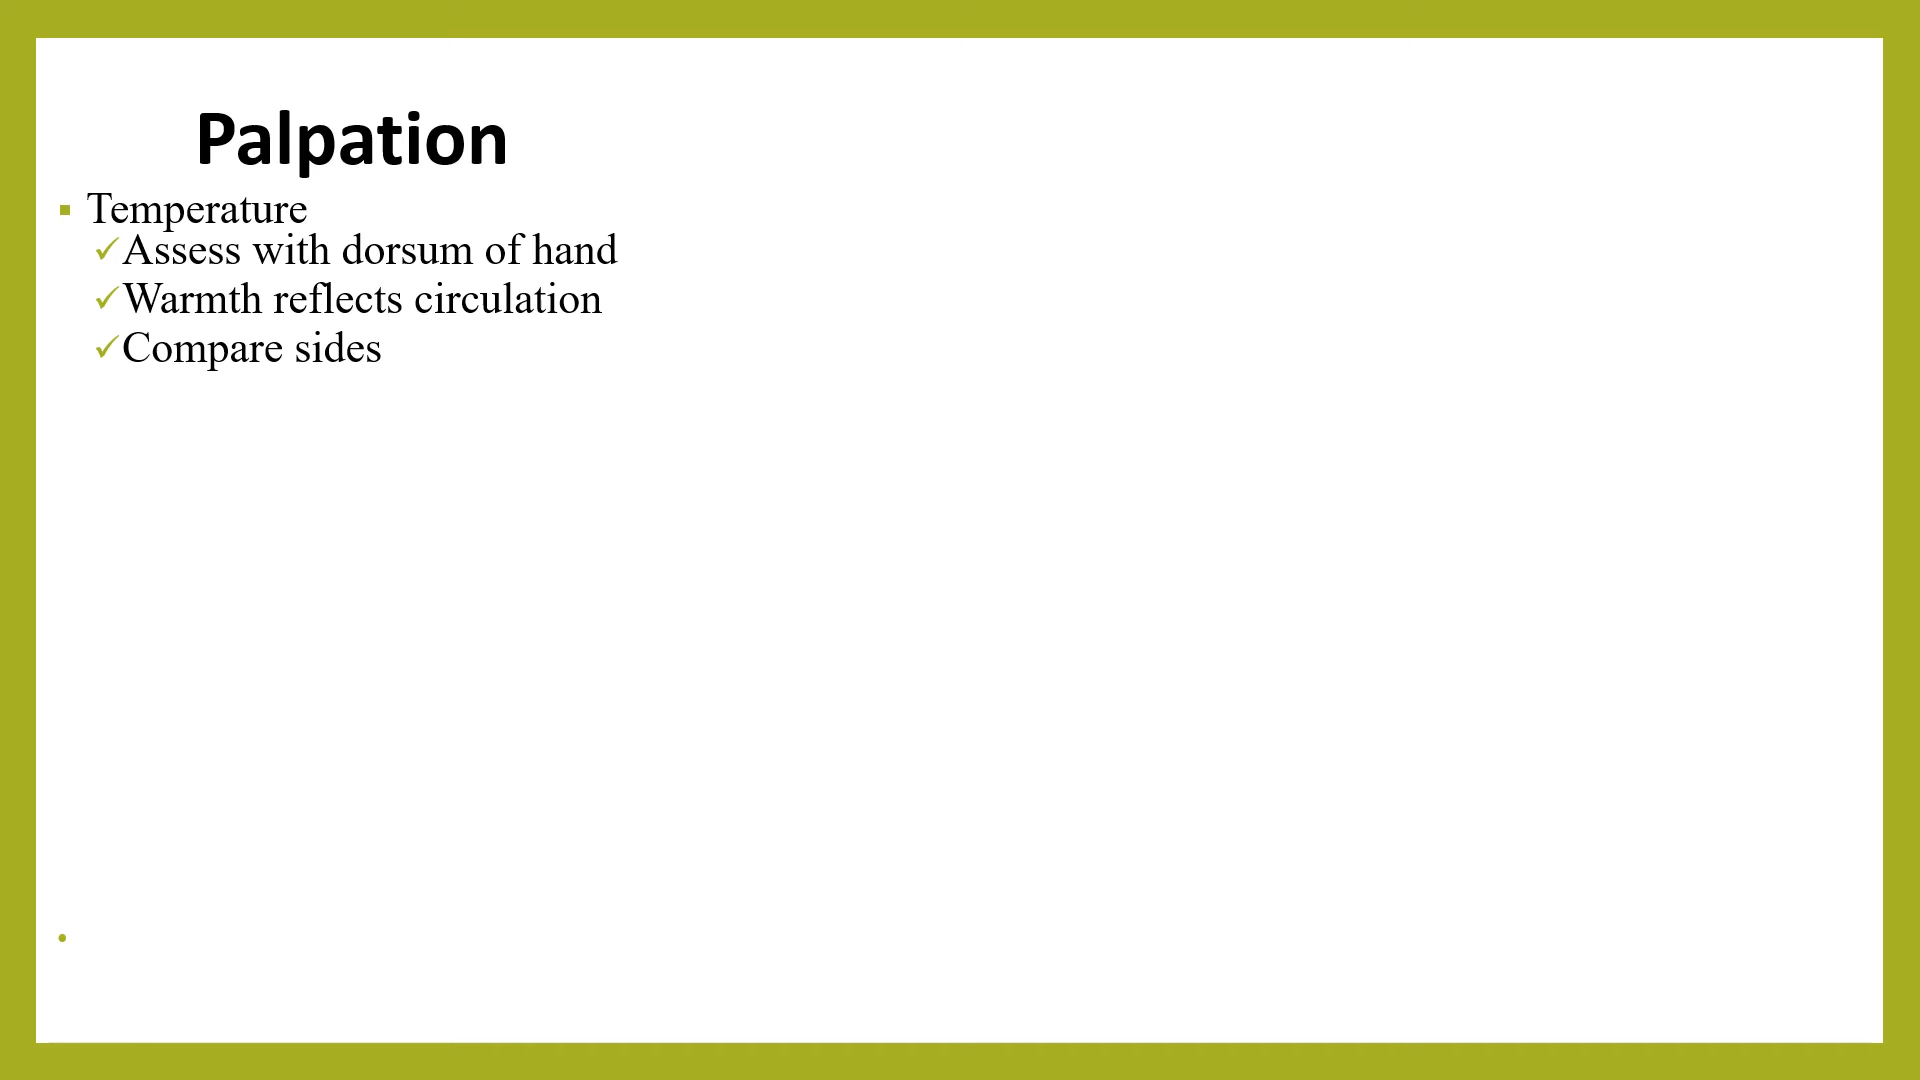 Palpation
▪ Temperature
✓Assess with dorsum of hand
✓Warmth reflects circulation
✓Compare sides
•